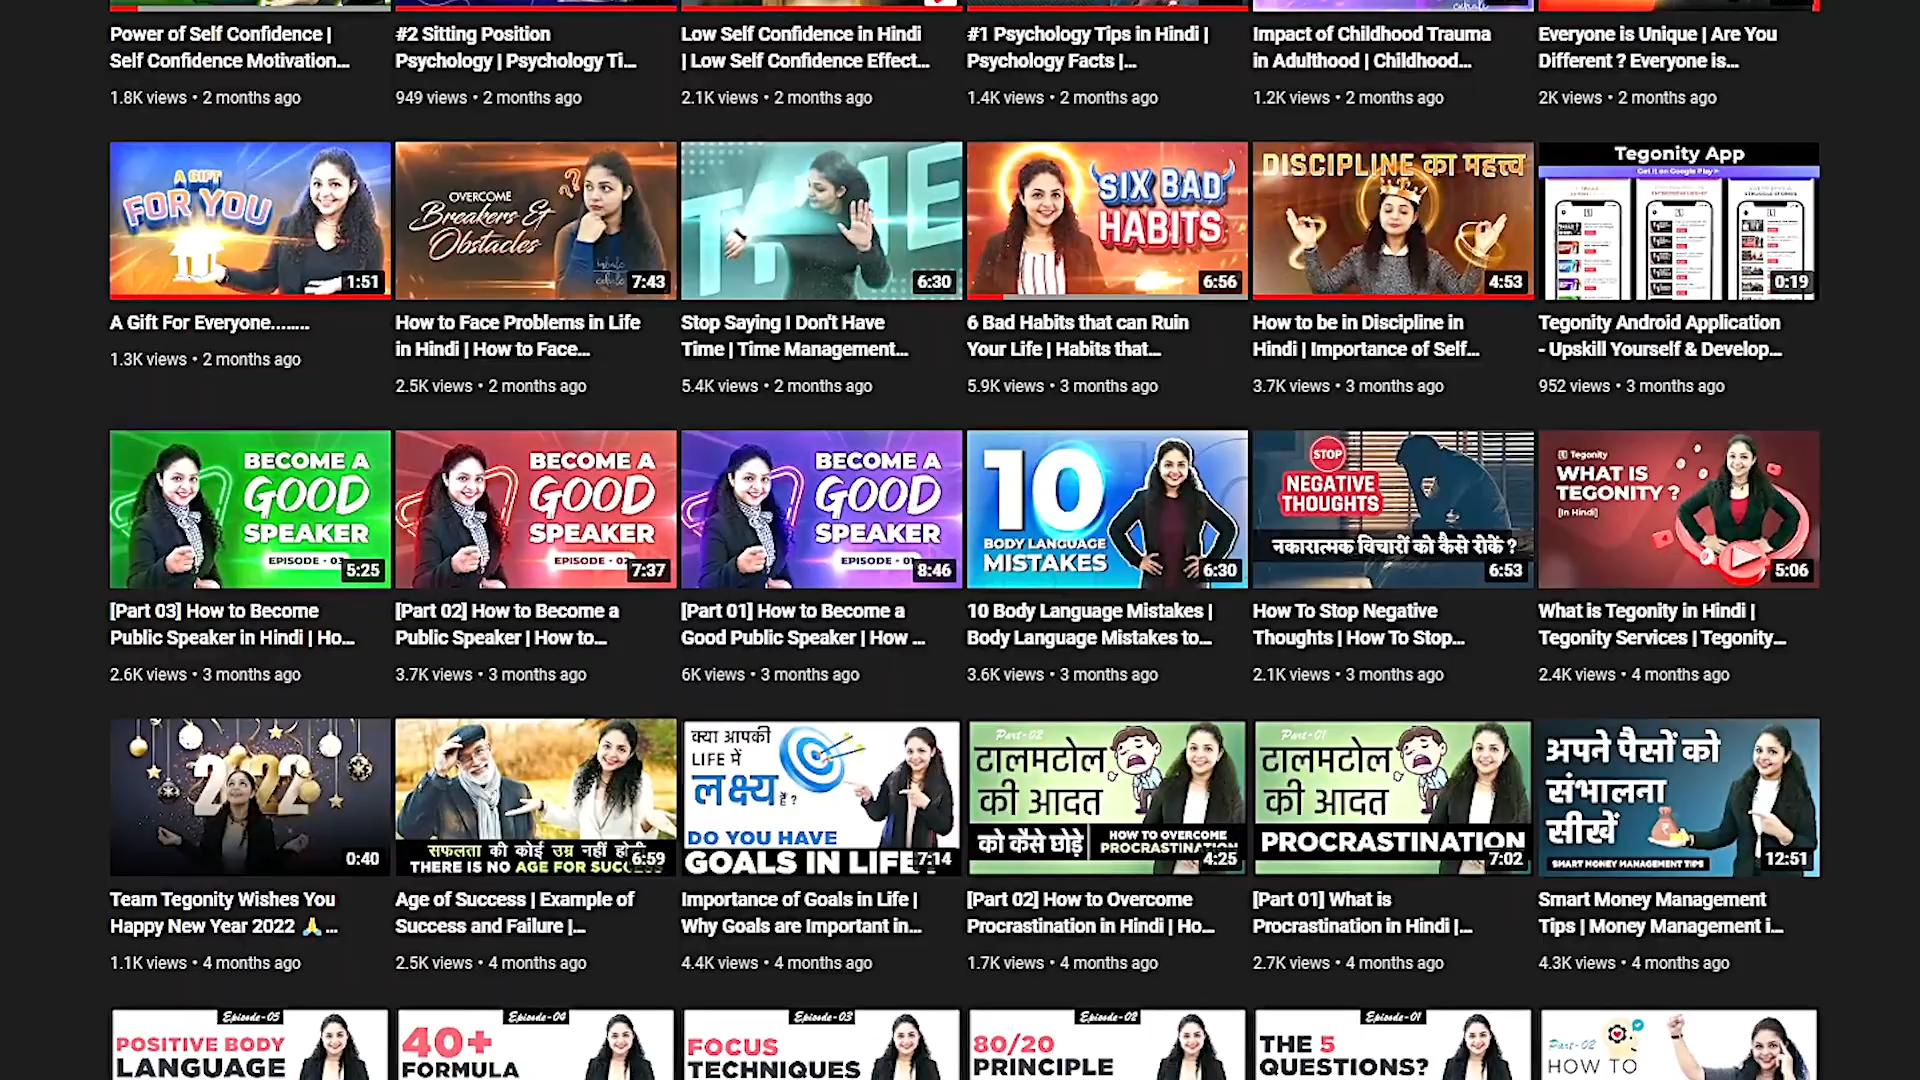 Power of Self Confidence |
Self Confidence Motivation...
1.8K views • 2 months ago
#2 Sitting Position
Psychology | Psychology Ti...
949 views • 2 months ago
Low Self Confidence in Hindi
| Low Self Confidence Effect...
2.1K views • 2 months ago
#1 Psychology Tips in Hindi |
Psychology Facts |...
1.4K views • 2 months ago
Impact of Childhood Trauma
in Adulthood | Childhood...
1.2K views • 2 months ago
Everyone is Unique | Are You
Different ? Everyone is...
2K views • 2 months ago
A GIFT
FOR YOU
1:51
A Gift For Everyone........
1.3K views • 2 months ago
OVERCOME
Breakers &
Obstacles
inhale
exhale
7:43
How to Face Problems in Life
in Hindi | How to Face...
2.5K views • 2 months ago
TIME
6:30
Stop Saying I Don't Have
Time | Time Management...
5.4K views • 2 months ago
SIX BAD
HABITS
6:56
6 Bad Habits that can Ruin
Your Life | Habits that...
5.9K views • 3 months ago
DISCIPLINE का महत्त्व
4:53
How to be in Discipline in
Hindi | Importance of Self...
3.7K views • 3 months ago
Tegonity App
Get it on Google Play >
0:19
Tegonity Android Application
- Upskill Yourself & Develop...
952 views • 3 months ago
BECOME A
GOOD
SPEAKER
EPISODE - 03
5:25
[Part 03] How to Become
Public Speaker in Hindi | Ho...
2.6K views • 3 months ago
BECOME A
GOOD
SPEAKER
EPISODE - 02
7:37
[Part 02] How to Become a
Public Speaker | How to...
3.7K views • 3 months ago
BECOME A
GOOD
SPEAKER
EPISODE - 01
8:46
[Part 01] How to Become a
Good Public Speaker | How ...
6K views • 3 months ago
10
BODY LANGUAGE
MISTAKES
6:30
10 Body Language Mistakes |
Body Language Mistakes to...
3.6K views • 3 months ago
STOP
NEGATIVE
THOUGHTS
नकारात्मक विचारों को कैसे रोकें ?
6:53
How To Stop Negative
Thoughts | How To Stop...
2.1K views • 3 months ago
Tegonity
WHAT IS
TEGONITY ?
[In Hindi]
5:06
What is Tegonity in Hindi |
Tegonity Services | Tegonity...
2.4K views • 4 months ago
2022
0:40
Team Tegonity Wishes You
Happy New Year 2022 🙏...
1.1K views • 4 months ago
सफलता की कोई उम्र नहीं
THERE IS NO AGE FOR
6:59
Age of Success | Example of
Success and Failure |...
2.5K views • 4 months ago
क्या आपकी
LIFE में
लक्ष्य है ?
DO YOU HAVE
GOALS IN LIFE?
7:14
Importance of Goals in Life |
Why Goals are Important in...
4.4K views • 4 months ago
Part-02
टालमटोल
की आदत
को कैसे छोड़े
HOW TO OVERCOME
PROCRASTINATION
4:25
[Part 02] How to Overcome
Procrastination in Hindi | Ho...
1.7K views • 4 months ago
Part-01
टालमटोल
की आदत
PROCRASTINATION
7:02
[Part 01] What is
Procrastination in Hindi |...
2.7K views • 4 months ago
अपने पैसों को
संभालना
सीखें
SMART MONEY MANAGEMENT TIPS
12:51
Smart Money Management
Tips | Money Management i...
4.3K views • 4 months ago
Episode-05
POSITIVE BODY
LANGUAGE
Episode-04
40+
FORMULA
Episode-03
FOCUS
TECHNIQUES
Episode-02
80/20
PRINCIPLE
Episode-01
THE 5
QUESTIONS?
Part-02
HOW TO